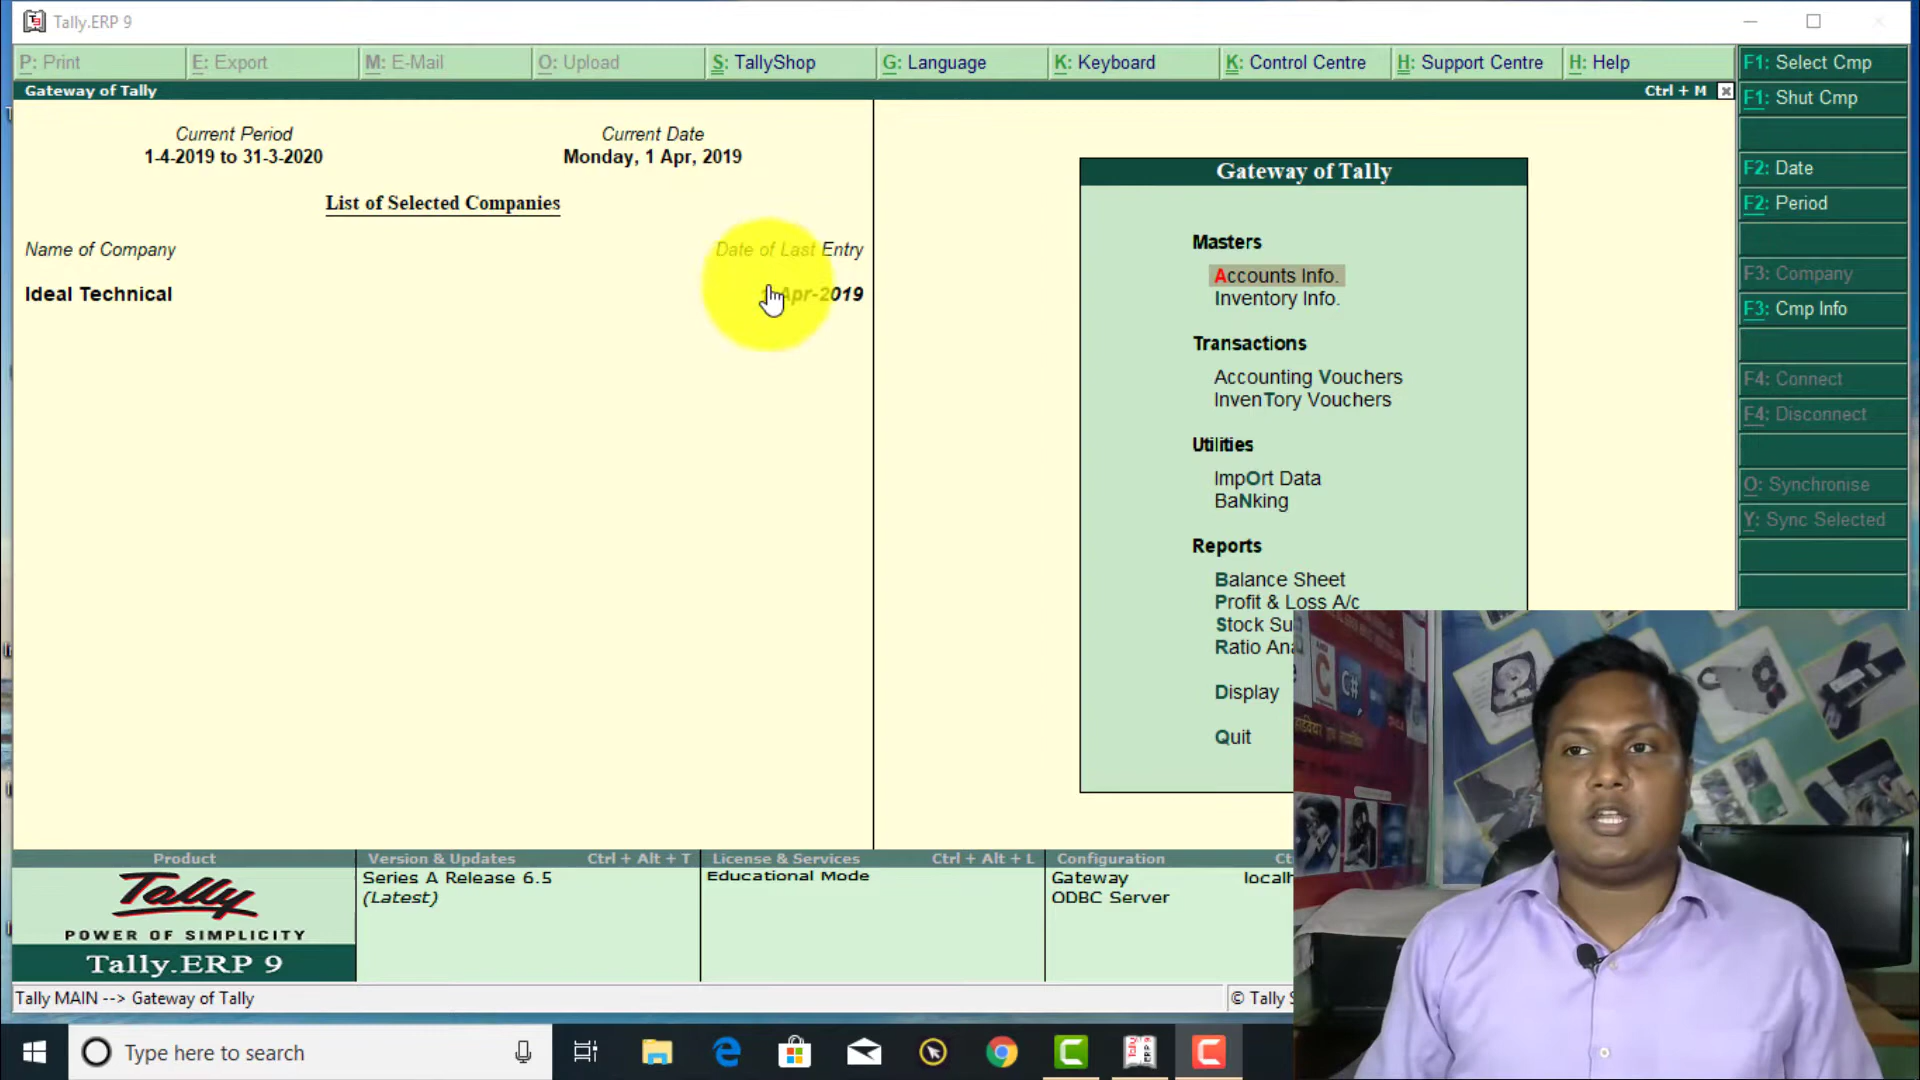 Tally.ERP 9
P: Print
E: Export
M: E-Mail
O: Upload
S: TallyShop
G: Language
K: Keyboard
K: Control Centre
H: Support Centre
H: Help
Gateway of Tally
Ctrl + M
Current Period
1-4-2019 to 31-3-2020
Current Date
Monday, 1 Apr, 2019
List of Selected Companies
Name of Company
Date of Last Entry
Ideal Technical
Apr-2019
Gateway of Tally
Masters
Accounts Info.
Inventory Info.
Transactions
Accounting Vouchers
InvenTory Vouchers
Utilities
ImpOrt Data
BaNking
Reports
Balance Sheet
Profit & Loss A/c
Stock
Ratio
Display
Quit
F1: Select Cmp
F1: Shut Cmp
F2: Date
F2: Period
F3: Company
F3: Cmp Info
F4: Connect
F4: Disconnect
O: Synchronise
Y: Sync Selected
Product
Tally
POWER OF SIMPLICITY
Tally.ERP 9
Version & Updates
Ctrl + Alt + T
Series A Release 6.5
(Latest)
License & Services
Ctrl + Alt + L
Educational Mode
Configuration
Gateway
ODBC Server
Tally MAIN --> Gateway of Tally
© Tally
C
C#
Type here to search